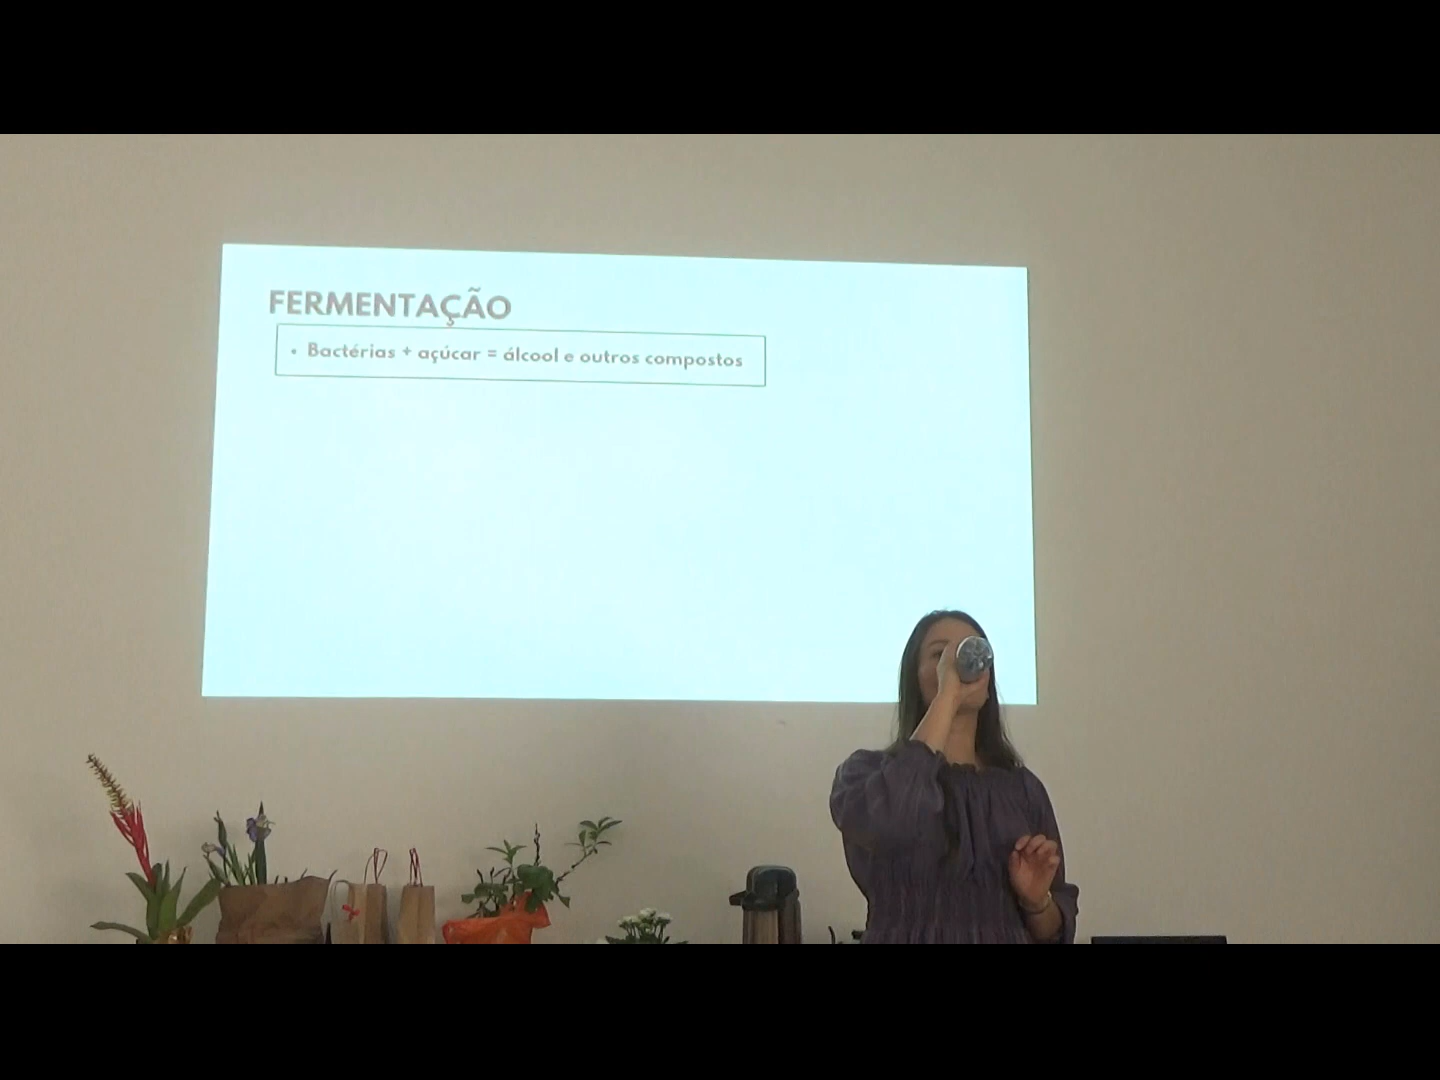 FERMENTAÇÃO
• Bactérias + açúcar = álcool e outros compostos